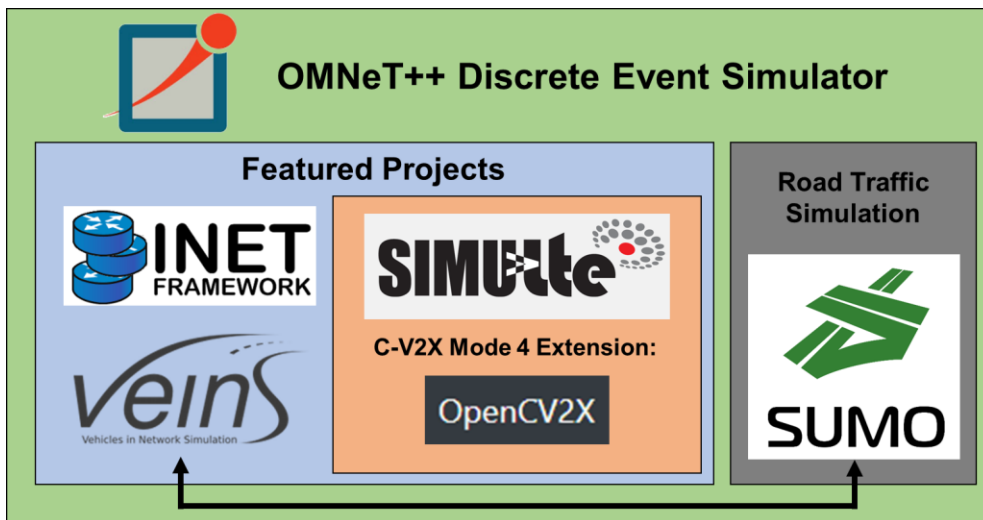 OMNeT++ Discrete Event Simulator
Featured Projects
INET
FRAMEWORK
veins
Vehicles in Network Simulation
SIMUlte
C-V2X Mode 4 Extension:
OpenCV2X
Road Traffic
Simulation
SUMO